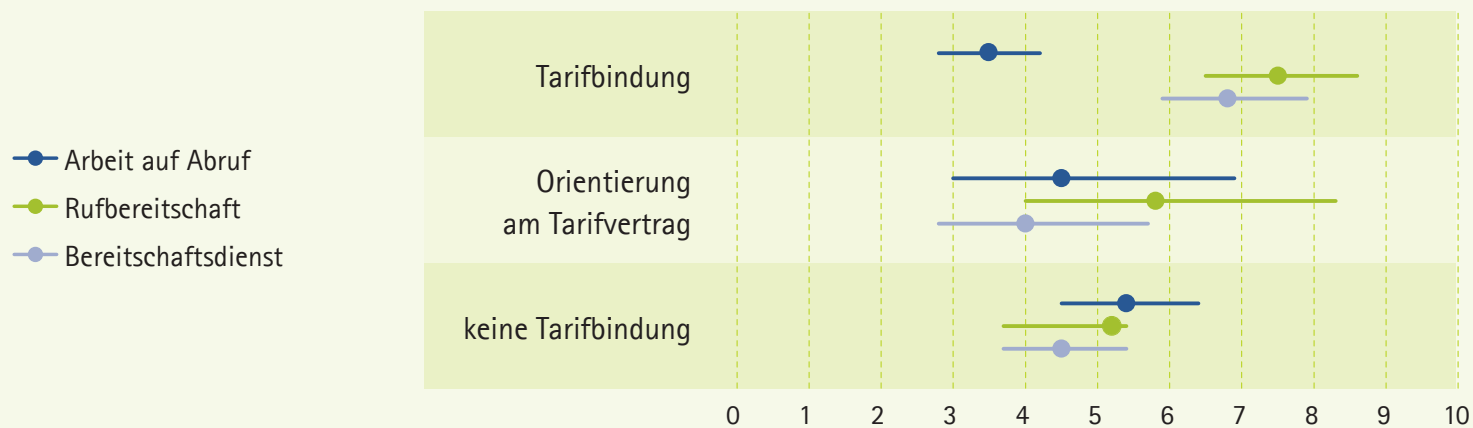 Arbeit auf Abruf
Rufbereitschaft
Bereitschaftsdienst
Tarifbindung
Orientierung
am Tarifvertrag
keine Tarifbindung
0 1 2 3 4 5 6 7 8 9 10